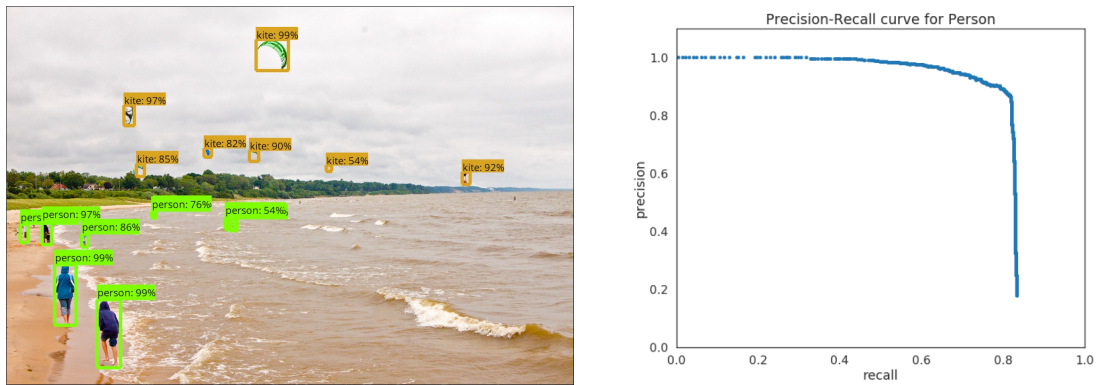 kite: 99%
kite: 97%
kite: 82%
kite: 90%
kite: 85%
kite: 54%
kite: 92%
person: 76%
person: 54%
pers
person: 97%
person: 86%
person: 99%
person: 99%
Precision-Recall curve for Person
precision
1.0
0.8
0.6
0.4
0.2
0.0
0.0 0.2 0.4 0.6 0.8 1.0
recall